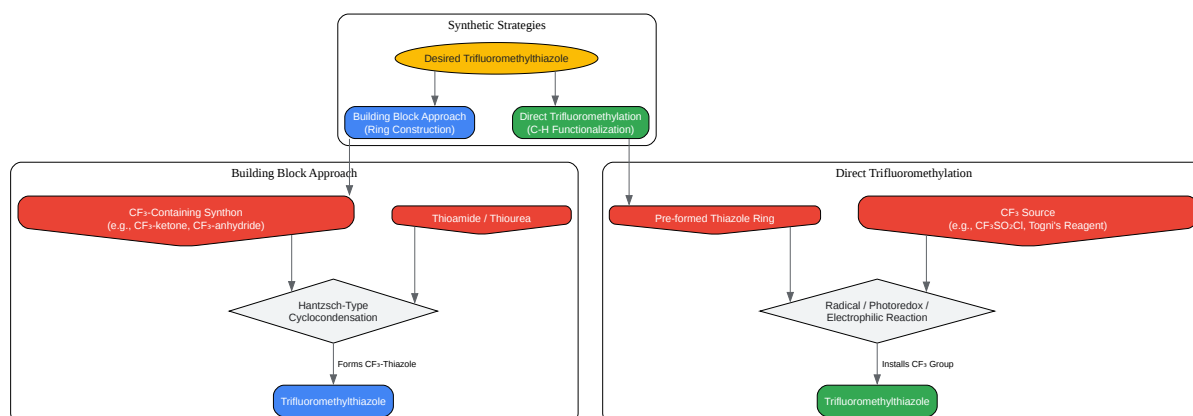 Synthetic Strategies
Desired Trifluoromethylthiazole
Building Block Approach
(Ring Construction)
Direct Trifluoromethylation
(C-H Functionalization)
Building Block Approach
CF₃-Containing Synthon
(e.g., CF₃-ketone, CF₃-anhydride)
Thioamide / Thiourea
Hantzsch-Type
Cyclocondensation
Forms CF₃-Thiazole
Trifluoromethylthiazole
Direct Trifluoromethylation
Pre-formed Thiazole Ring
CF₃ Source
(e.g., CF₃SO₂Cl, Togni's Reagent)
Radical / Photoredox /
Electrophilic Reaction
Installs CF₃ Group
Trifluoromethylthiazole